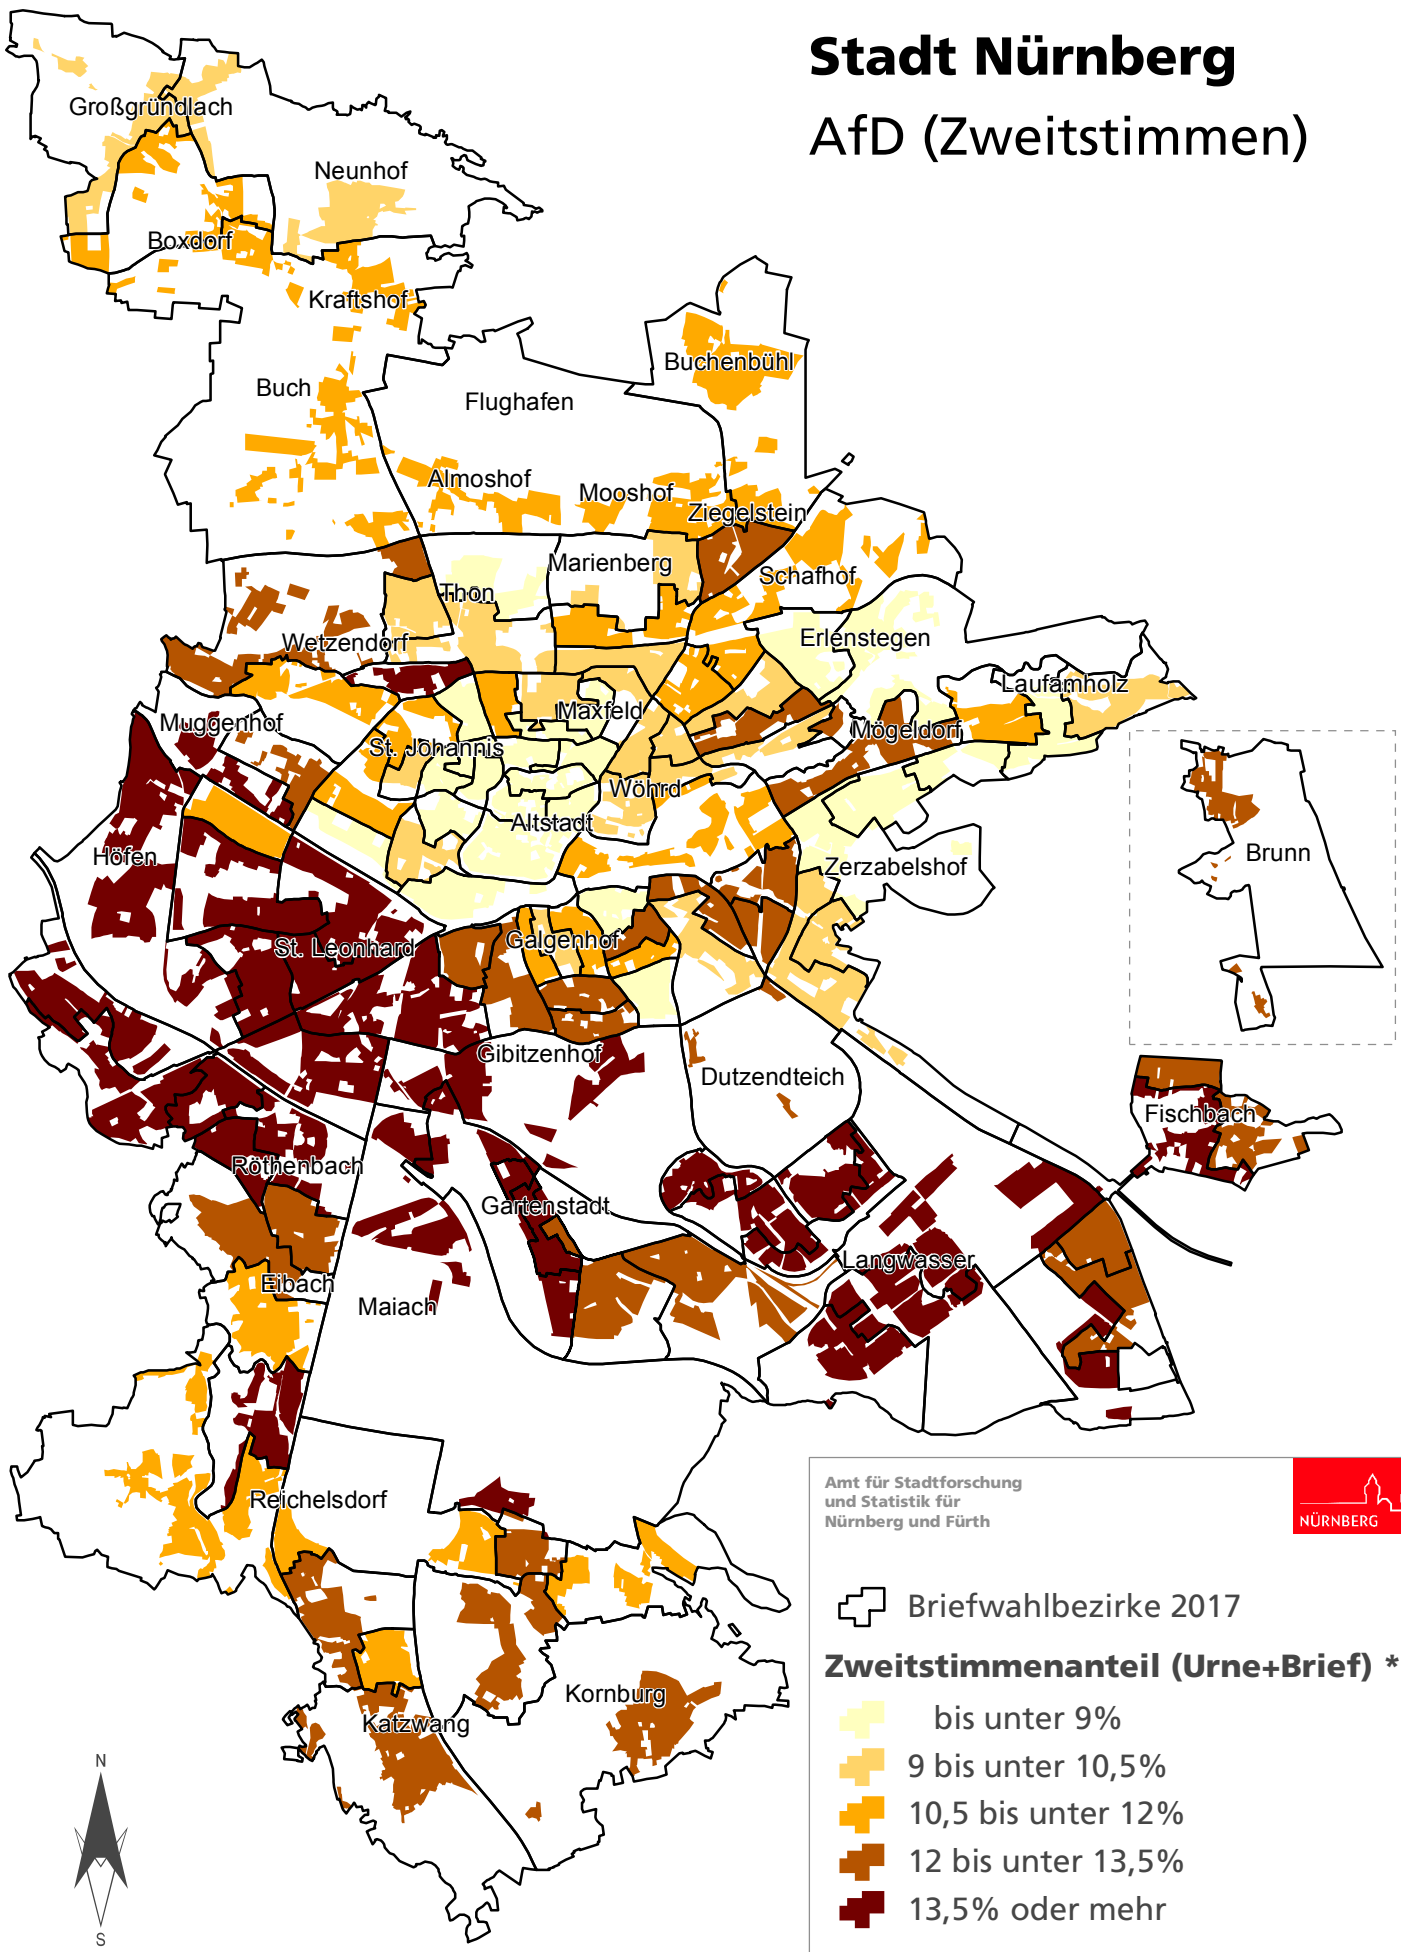 Stadt Nürnberg
AfD (Zweitstimmen)
Großgründlach
Neunhof
Boxdorf
Kraftshof
Buchenbühl
Buch
Flughafen
Almoshof
Mooshof
Ziegelstein
Marienberg
Schafhof
Thon
Wetzendorf
Erlenstegen
Laufamholz
Maxfeld
Muggenhof
Mögeldorf
St. Johannis
Wöhrd
Altstadt
Höfen
Zerzabelshof
Brunn
Galgenhof
St. Leonhard
Gibitzenhof
Dutzendteich
Fischbach
Röthenbach
Gartenstadt
Langwasser
Eibach
Maiach
Reichelsdorf
Kornburg
Katzwang
N
S
Amt für Stadtforschung
und Statistik für
Nürnberg und Fürth
NÜRNBERG
Briefwahlbezirke 2017
Zweitstimmenanteil (Urne+Brief) *
bis unter 9%
9 bis unter 10,5%
10,5 bis unter 12%
12 bis unter 13,5%
13,5% oder mehr